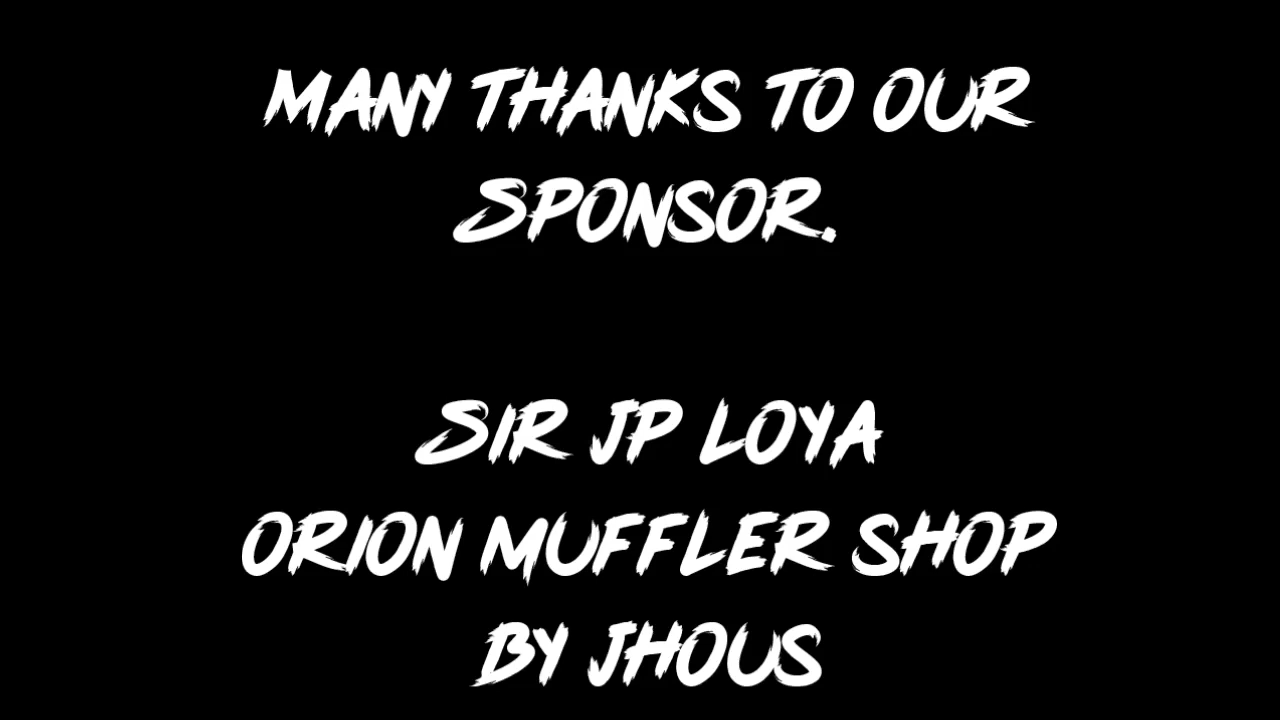 MANY THANKS TO OUR
SPONSOR.
SIR JP LOYA
ORION MUFFLER SHOP
BY JHOUS